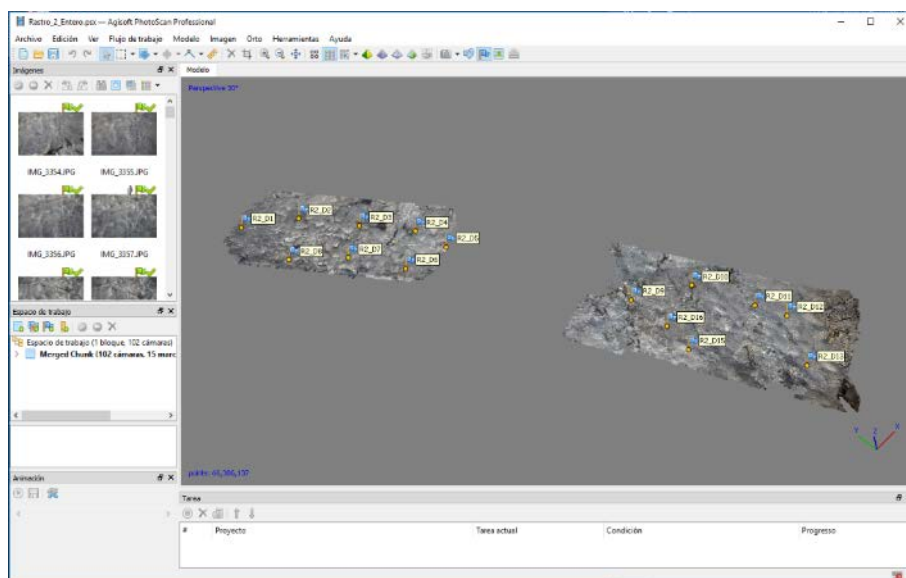 Rastro_2_Entero.psx — Agisoft PhotoScan Professional
Archivo Edición Ver Flujo de trabajo Modelo Imagen Orto Herramientas Ayuda
Imágenes
Modelo
Perspective 30°
IMG_3354.JPG IMG_3355.JPG
IMG_3356.JPG IMG_3357.JPG
R2_D1
R2_D2
R2_D3
R2_D4
R2_D5
R2_D8
R2_D7
R2_D6
R2_D10
R2_D9
R2_D11
R2_D12
R2_D16
R2_D15
R2_D13
Espacio de trabajo
Espacio de trabajo (1 bloque, 102 cámaras)
Merged Chunk (102 cámaras, 15 marc
Y Z X
Animación
Tarea
# Proyecto Tarea actual Condición Progresso